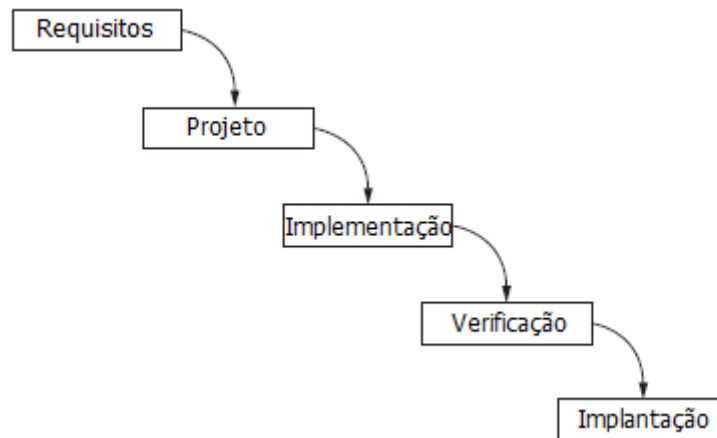 Requisitos
Projeto
Implementação
Verificação
Implantação